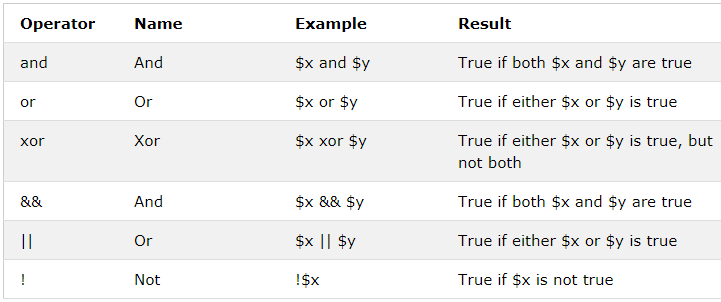 Operator Name Example Result
and And $x and $y True if both $x and $y are true
or Or $x or $y True if either $x or $y is true
xor Xor $x xor $y True if either $x or $y is true, but
not both
&& And $x && $y True if both $x and $y are true
|| Or $x || $y True if either $x or $y is true
! Not !$x True if $x is not true